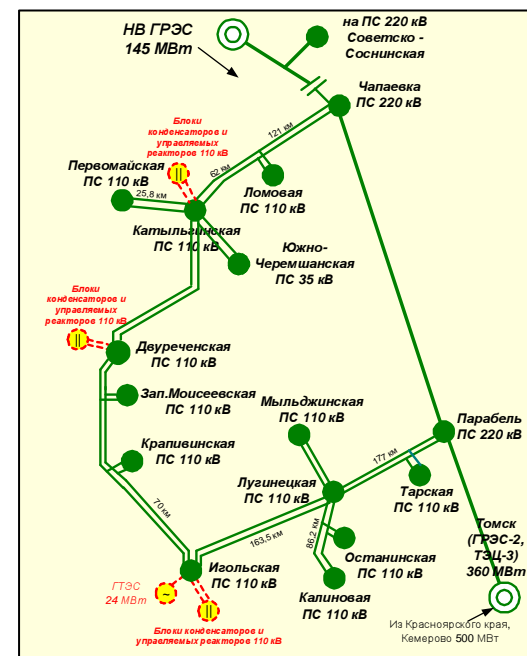 НВ ГРЭС
145 МВт
на ПС 220 кВ
Советско -
Соснинская
Чапаевка
ПС 220 кВ
Блоки
конденсаторов и
управляемых
реакторов 110 кВ
121 км
62 км
Первомайская
ПС 110 кВ
25,8 км
Ломовая
ПС 110 кВ
Катыльгинская
ПС 110 кВ
Южно-
Черемшанская
ПС 35 кВ
Блоки
конденсаторов и
управляемых
реакторов 110 кВ
Двуреченская
ПС 110 кВ
Зап.Моисеевская
ПС 110 кВ
Мыльджинская
ПС 110 кВ
Парабель
ПС 220 кВ
Крапивинская
ПС 110 кВ
177 км
Лугинецкая
ПС 110 кВ
Тарская
ПС 110 кВ
70 км
163,5 км
86,2 км
Томск
(ГРЭС-2,
ТЭЦ-3)
360 МВт
Останинская
ПС 110 кВ
ГТЭС
24 МВт
~
Игольская
ПС 110 кВ
Калиновая
ПС 110 кВ
Блоки конденсаторов и
управляемых реакторов 110 кВ
Из Красноярского края,
Кемерово 500 МВт